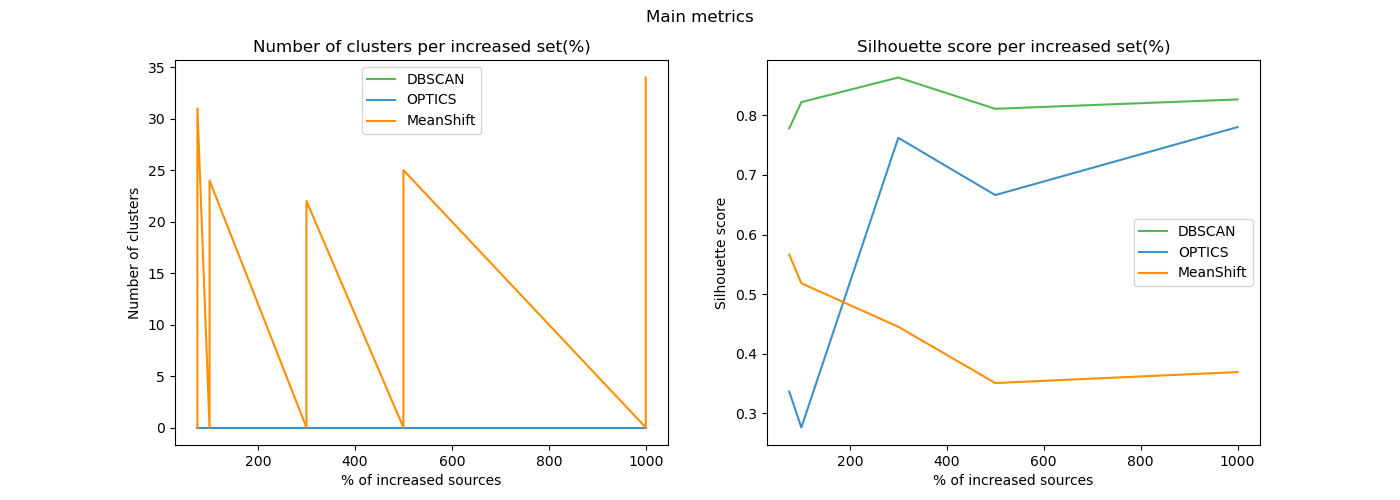 Main metrics
Number of clusters per increased set(%)
35
30
25
20
15
10
5
0
Number of clusters
DBSCAN
OPTICS
MeanShift
200
400
600
800
1000
% of increased sources
Silhouette score per increased set(%)
0.8
0.7
0.6
0.5
0.4
0.3
Silhouette score
DBSCAN
OPTICS
MeanShift
200
400
600
800
1000
% of increased sources